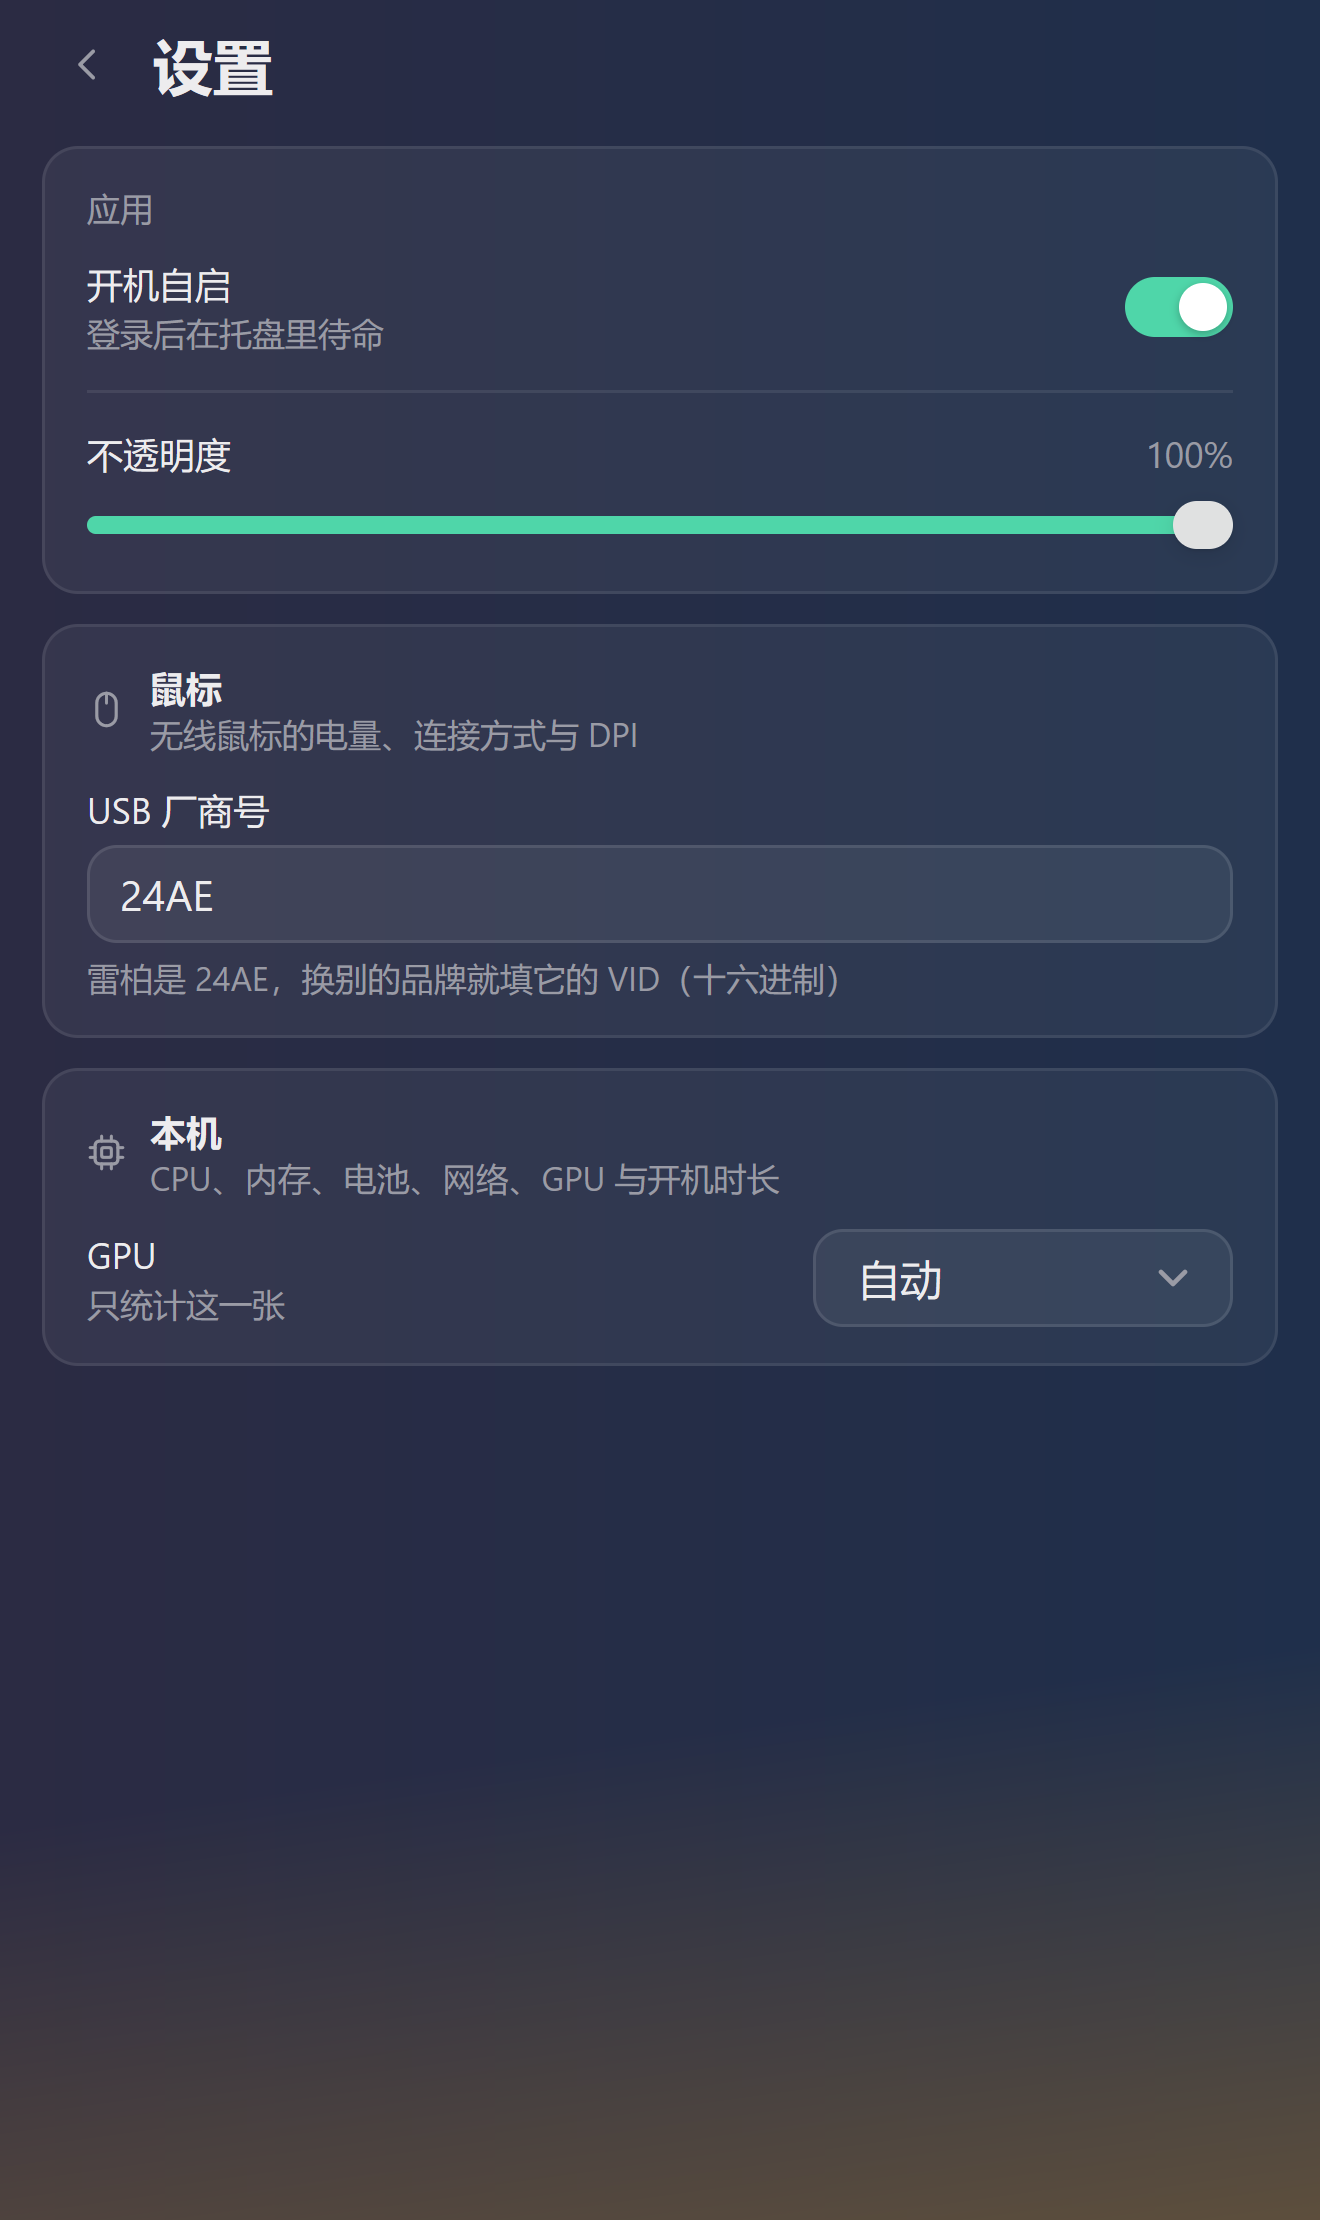 设置
应用
开机自启
登录后在托盘里待命
不透明度
100%
鼠标
无线鼠标的电量、连接方式与 DPI
USB 厂商号
24AE
雷柏是 24AE，换别的品牌就填它的 VID（十六进制）
本机
CPU、内存、电池、网络、GPU 与开机时长
GPU
只统计这一张
自动